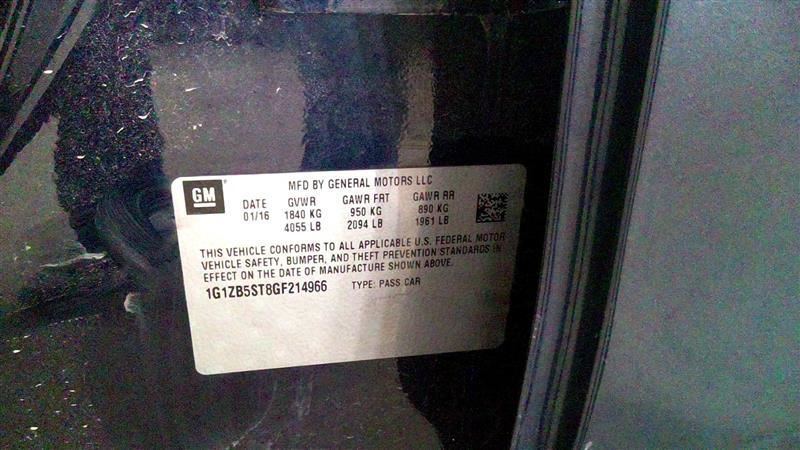 GM
MFD BY GENERAL MOTORS LLC
DATE GVWR GAWR FRT GAWR RR
01/16 1840 KG 950 KG 890 KG
4055 LB 2094 LB 1961 LB
THIS VEHICLE CONFORMS TO ALL APPLICABLE U.S. FEDERAL MOTOR
VEHICLE SAFETY, BUMPER, AND THEFT PREVENTION STANDARDS IN
EFFECT ON THE DATE OF MANUFACTURE SHOWN ABOVE.
1G1ZB5ST8GF214966 TYPE: PASS CAR